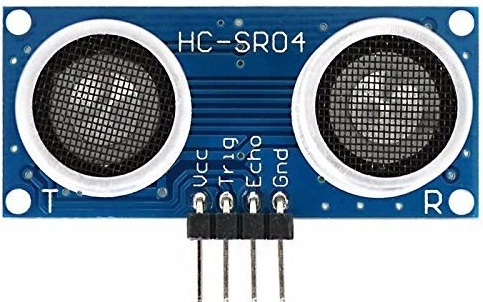 HC-SR04
Vcc
Trig
Echo
Gnd
T
R